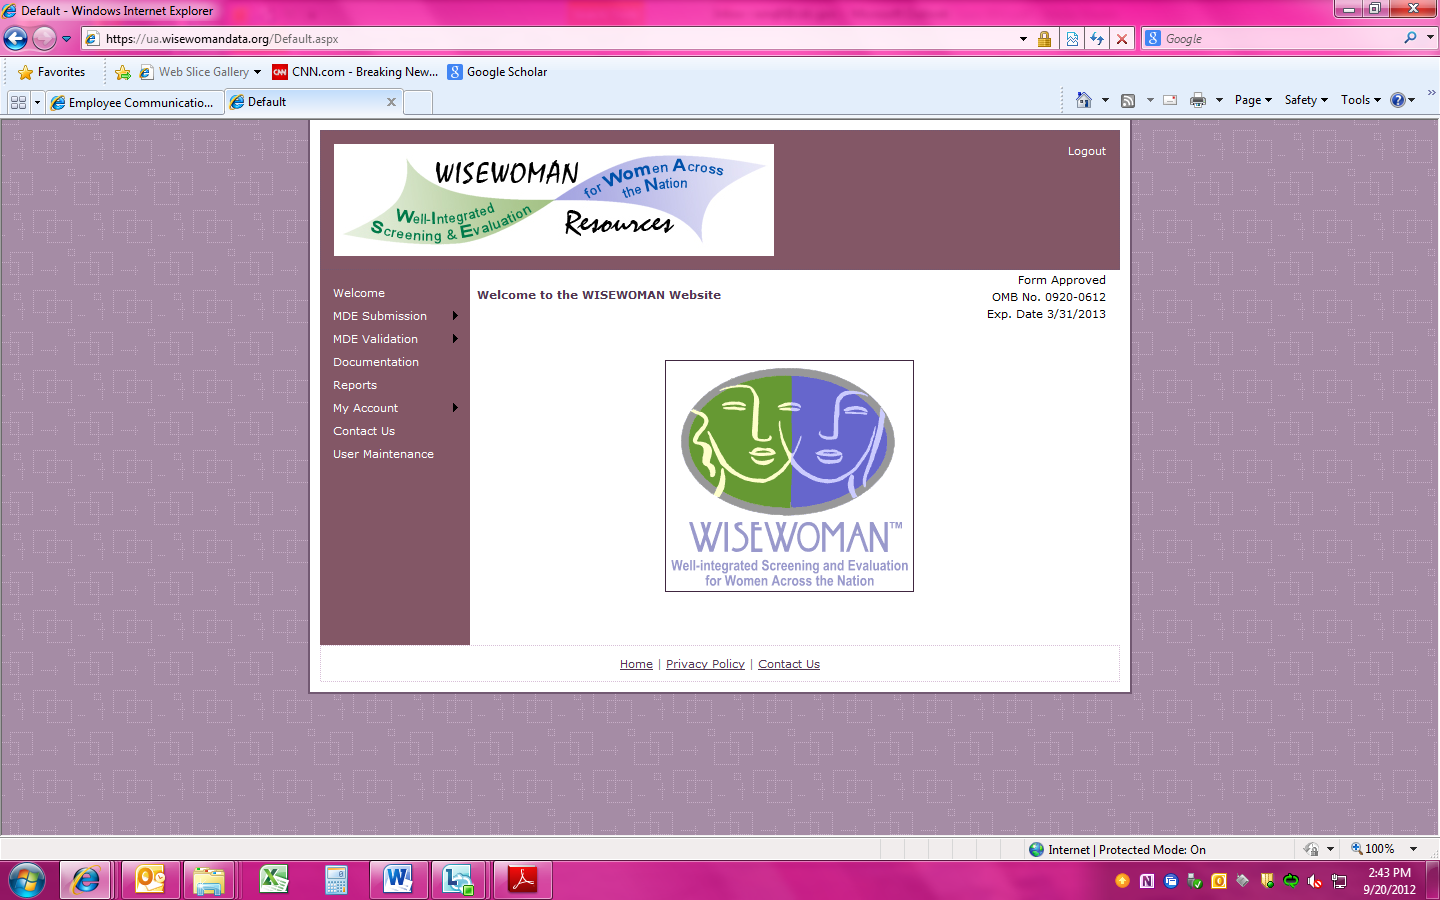 Default - Windows Internet Explorer
https://ua.wisewomandata.org/Default.aspx
Google
Favorites
Web Slice Gallery
CNN
CNN.com - Breaking New...
Google Scholar
Employee Communicatio...
Default
Page
Safety
Tools
WISEWOMAN
for Women Across
the Nation
Well-Integrated
Screening & Evaluation
Resources
Logout
Welcome
MDE Submission
MDE Validation
Documentation
Reports
My Account
Contact Us
User Maintenance
Welcome to the WISEWOMAN Website
Form Approved
OMB No. 0920-0612
Exp. Date 3/31/2013
WISEWOMAN™
Well-integrated Screening and Evaluation
for Women Across the Nation
Home | Privacy Policy | Contact Us
Internet | Protected Mode: On
100%
2:43 PM
9/20/2012